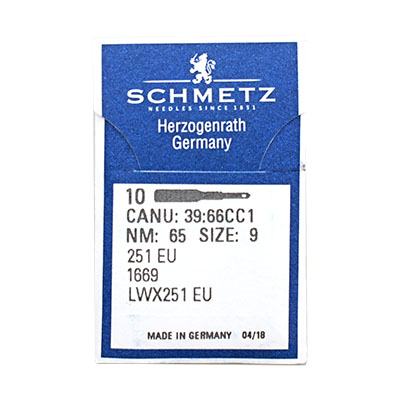 SCHMETZ
NEEDLES SINCE 1851
Herzogenrath
Germany
10
CANU: 39:66CC1
NM: 65 SIZE: 9
251 EU
1669
LWX251 EU
MADE IN GERMANY 04/18